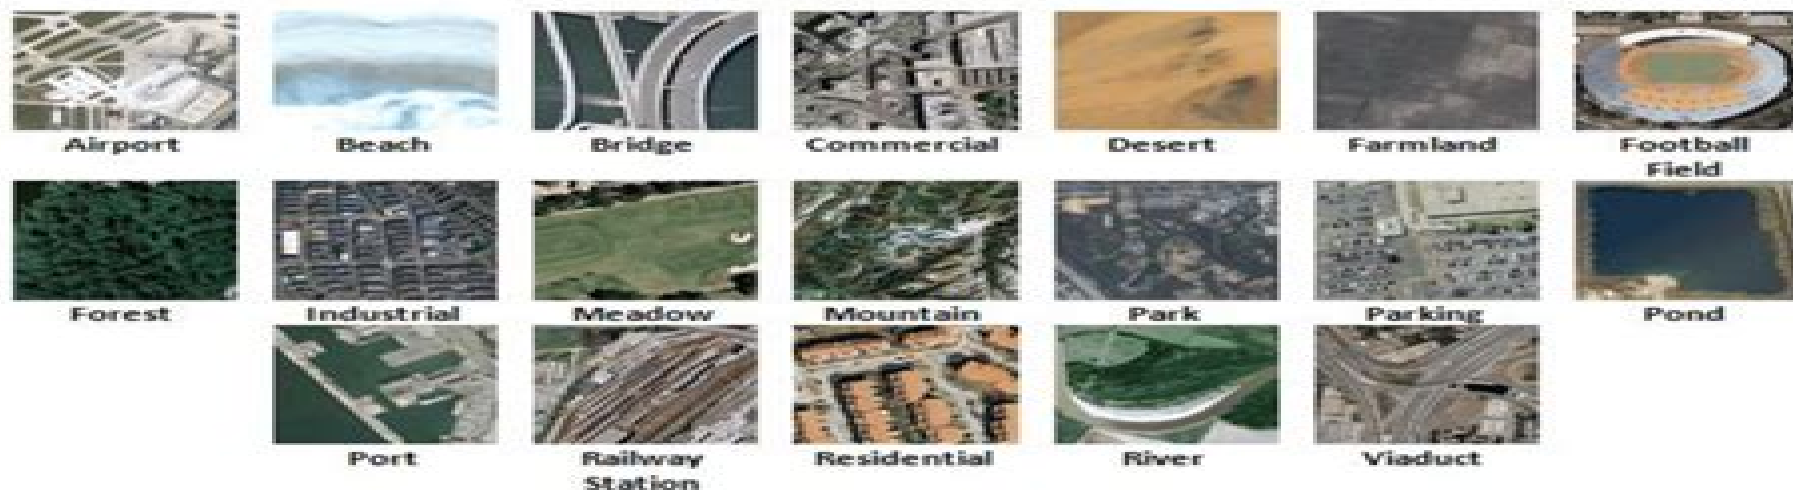 Airport Beach Bridge Commercial Desert Farmland Football
Field
Forest Industrial Meadow Mountain Park Parking Pond
Port Railway Residential River Viaduct
Station